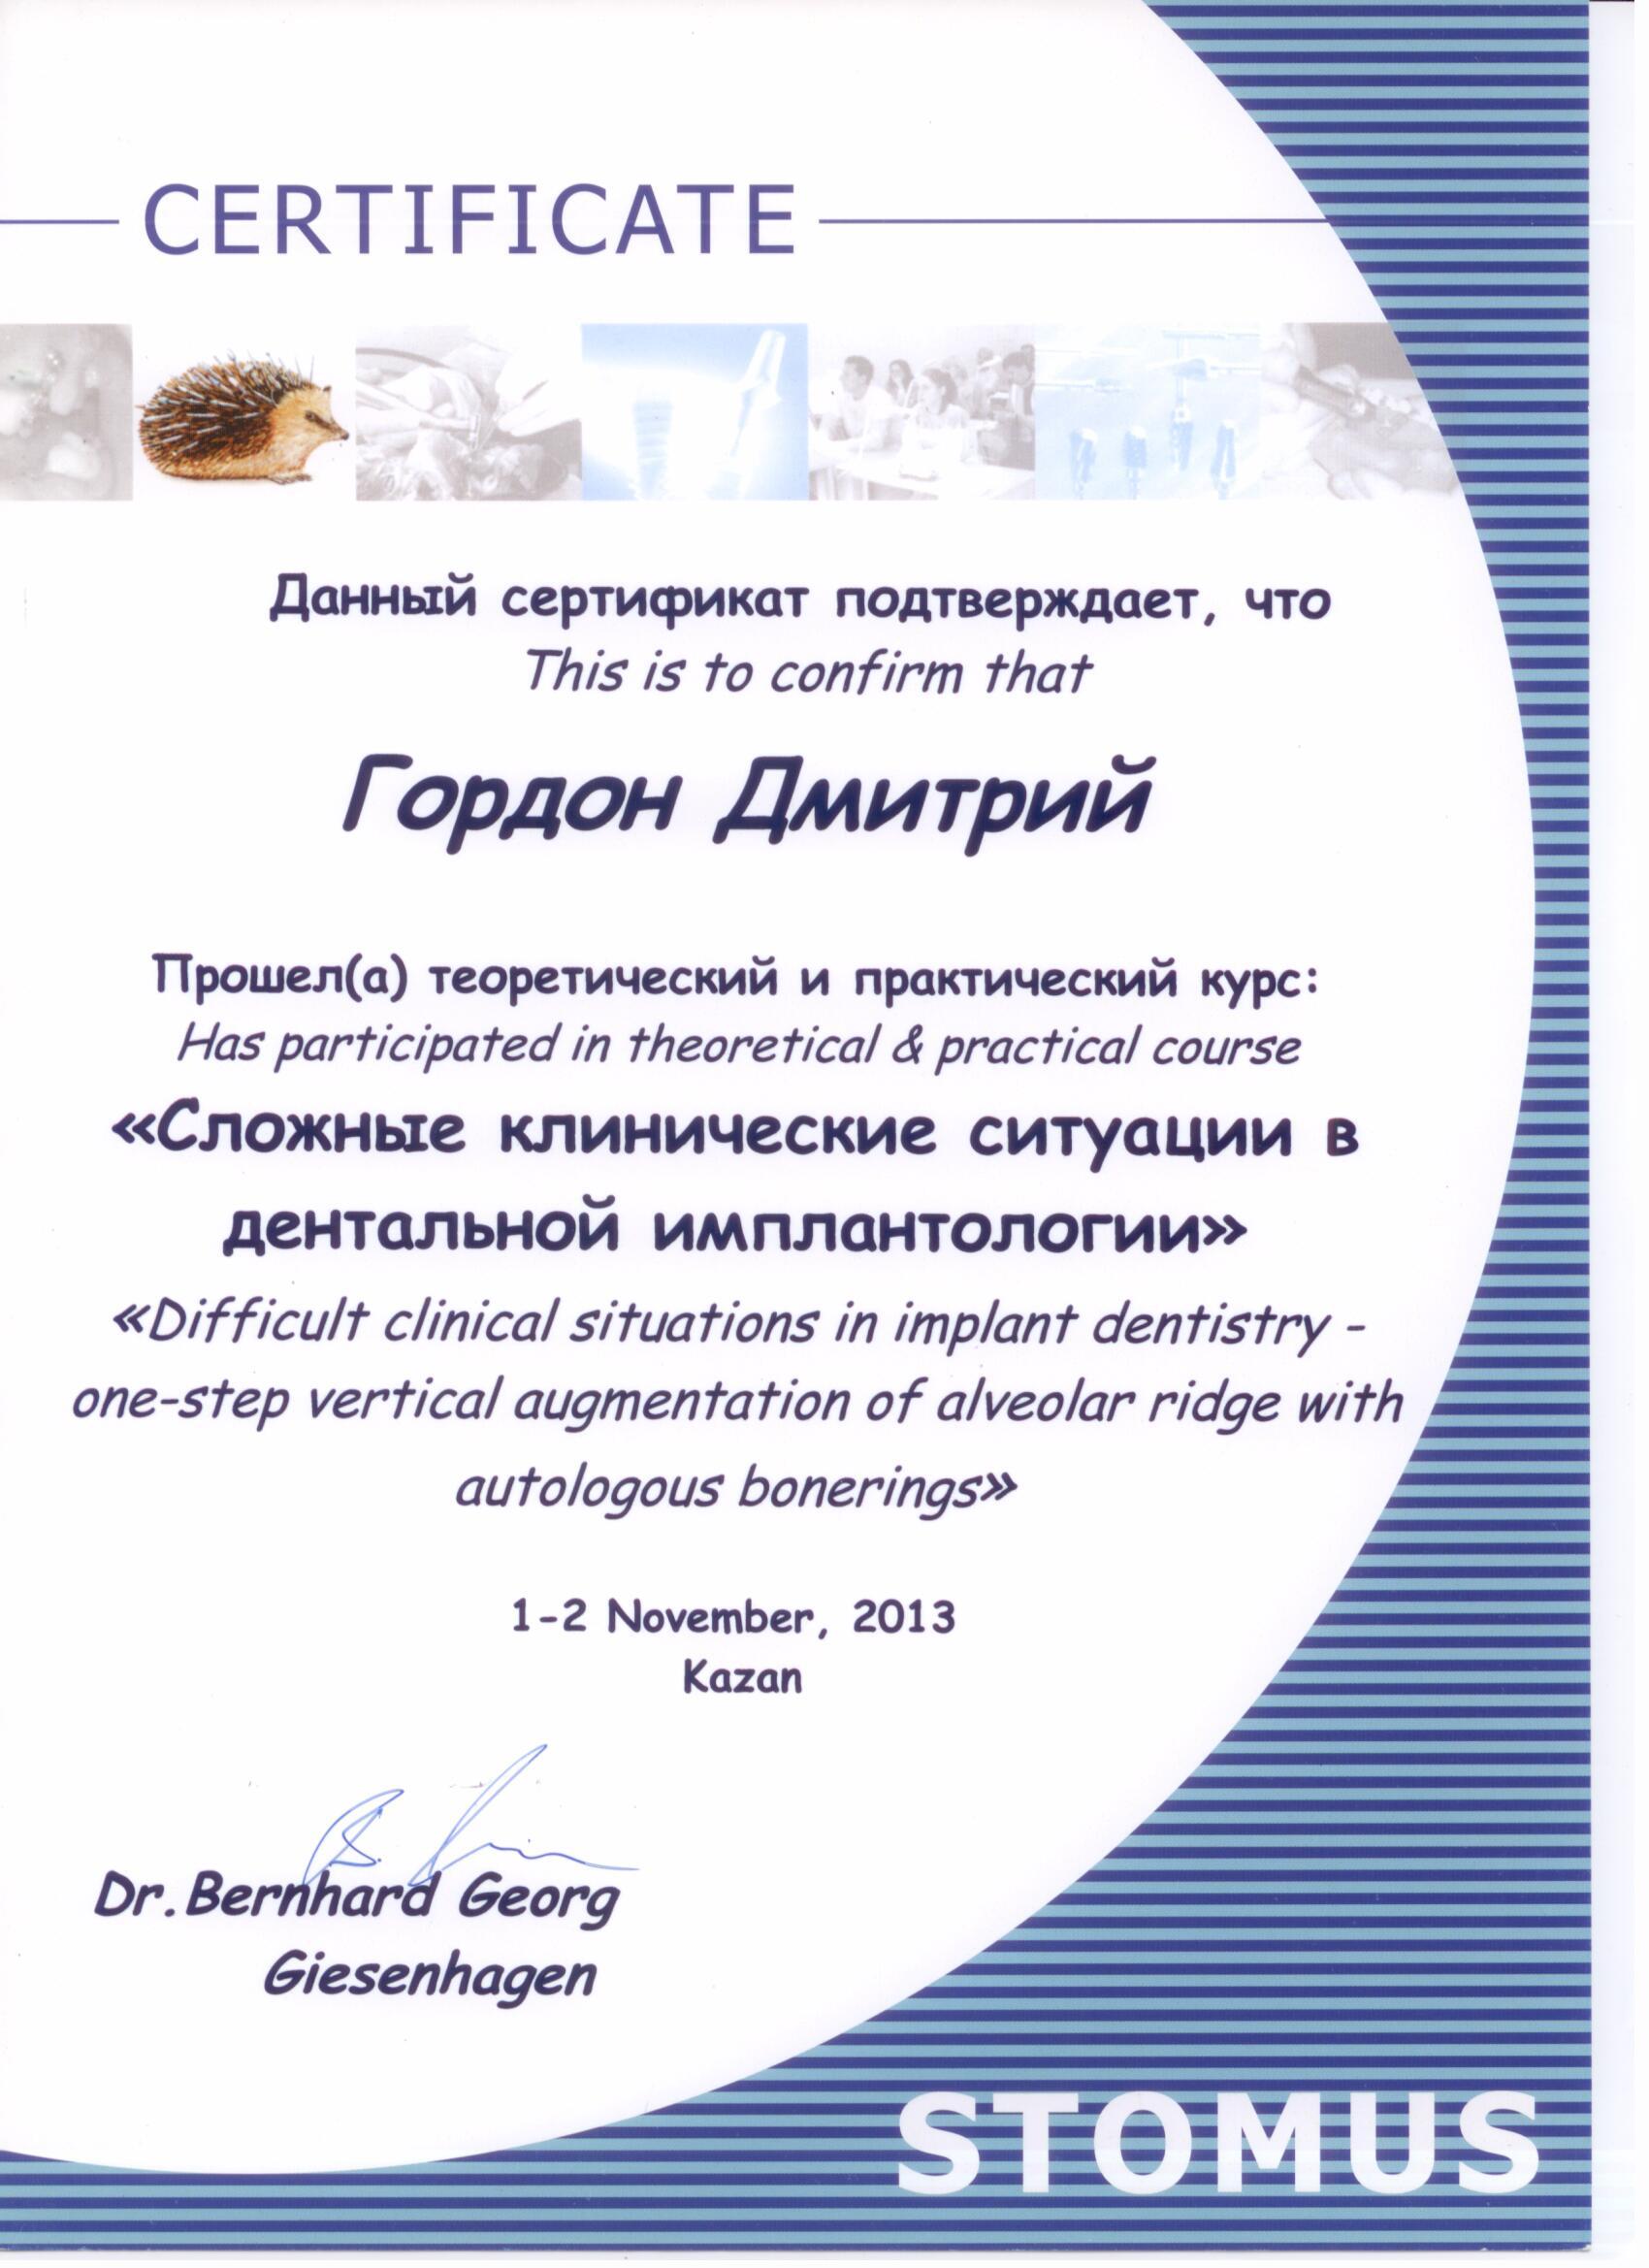 CERTIFICATE
Данный сертификат подтверждает, что
This is to confirm that
Гордон Дмитрий
Прошел(а) теоретический и практический курс:
Has participated in theoretical & practical course
«Сложные клинические ситуации в
дентальной имплантологии»
«Difficult clinical situations in implant dentistry -
one-step vertical augmentation of alveolar ridge with
autologous bonerings»
1-2 November, 2013
Kazan
Dr. Bernhard Georg
Giesenhagen
STOMUS